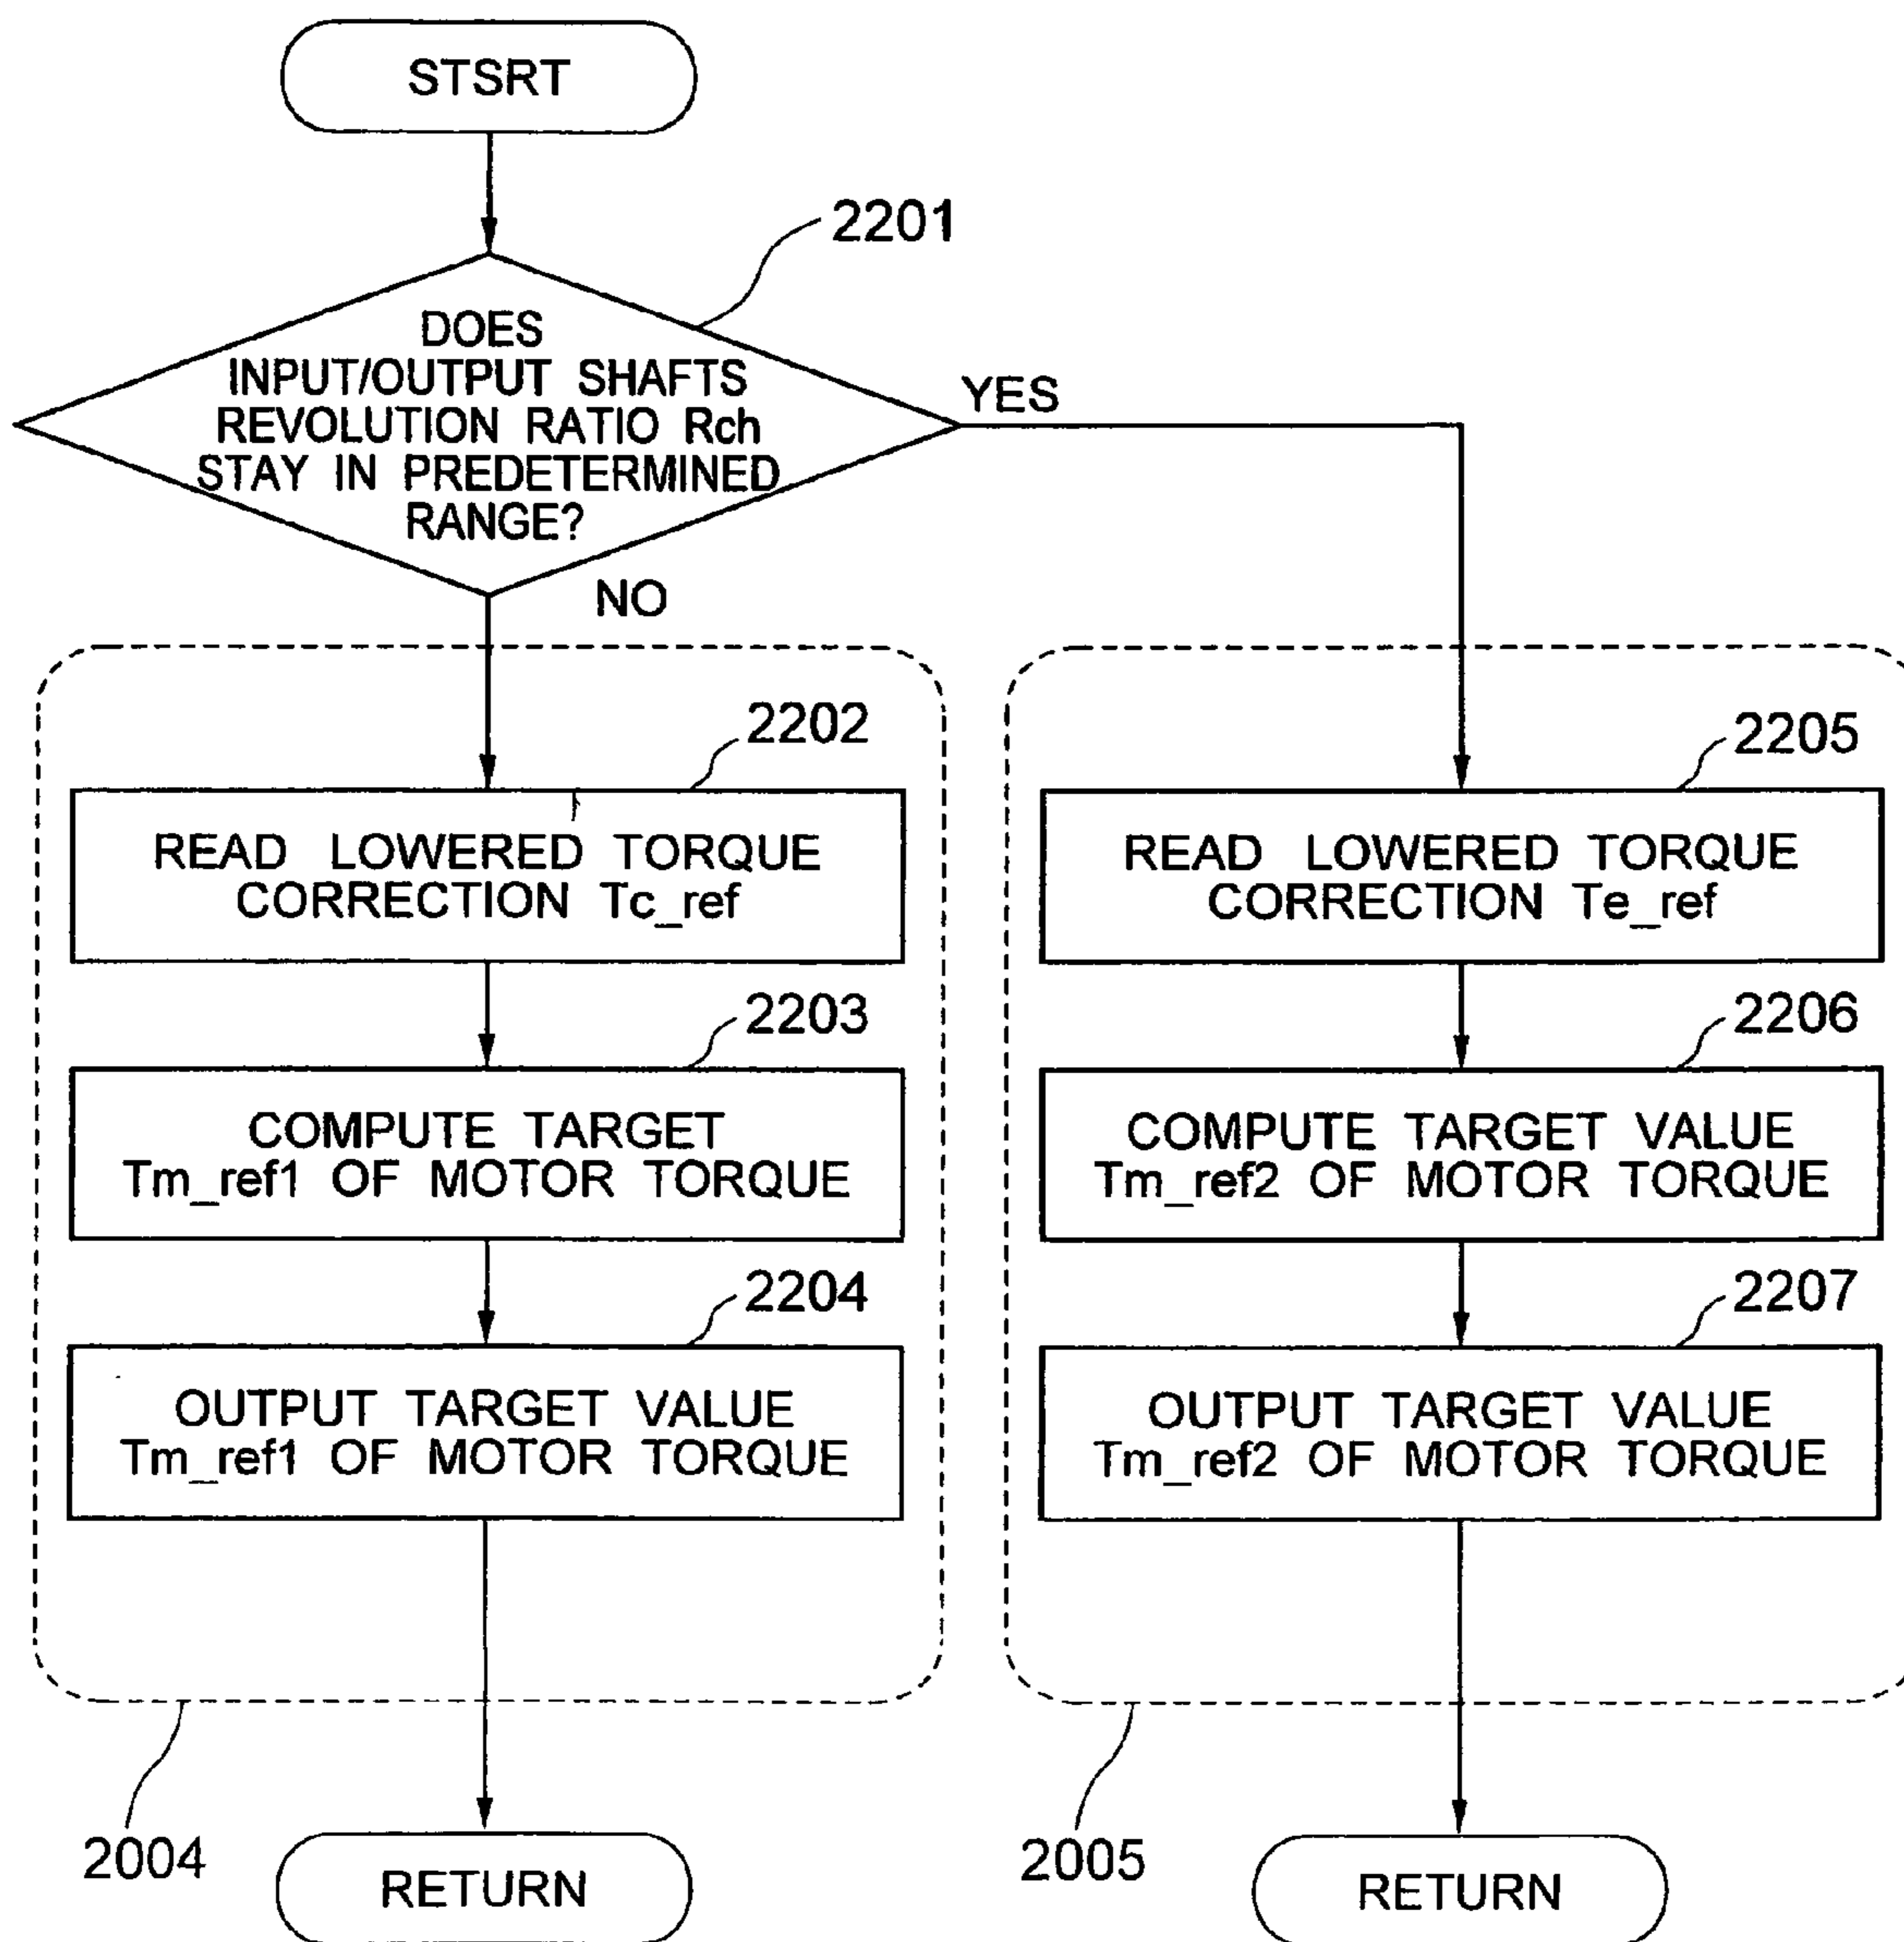 STSRT
2201
DOES
INPUT/OUTPUT SHAFTS
REVOLUTION RATIO Rch
STAY IN PREDETERMINED
RANGE?
YES
NO
2202
READ LOWERED TORQUE
CORRECTION Tc_ref
2203
COMPUTE TARGET
Tm_ref1 OF MOTOR TORQUE
2204
OUTPUT TARGET VALUE
Tm_ref1 OF MOTOR TORQUE
2004
RETURN
2205
READ LOWERED TORQUE
CORRECTION Te_ref
2206
COMPUTE TARGET VALUE
Tm_ref2 OF MOTOR TORQUE
2207
OUTPUT TARGET VALUE
Tm_ref2 OF MOTOR TORQUE
2005
RETURN